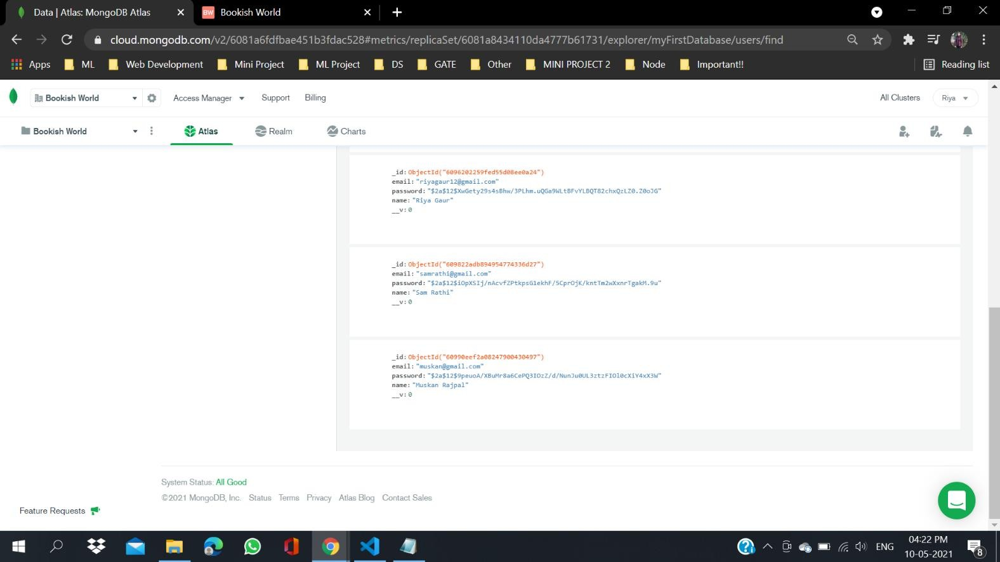 Data | Atlas: MongoDB Atlas
BW Bookish World
cloud.mongodb.com/v2/6081a6fdfbae451b3fdac528#metrics/replicaSet/6081a8434110da4777b61731/explorer/myFirstDatabase/users/find
Apps ML Web Development Mini Project ML Project DS GATE Other MINI PROJECT 2 Node Important!! Reading list
Bookish World Access Manager Support Billing All Clusters Riya
Bookish World Atlas Realm Charts
_id: ObjectId("6096202259fed55d08ee0a24")
email: "riyagaur12@gmail.com"
password: "$2a$12$XwGety29s4sBhw/3PLhm.uQGa9WLtBFvYLBQT82chxQzLZ0.Z0oJG"
name: "Riya Gaur"
__v: 0
_id: ObjectId("609822adb894954774336d27")
email: "samrathi@gmail.com"
password: "$2a$12$iOpXSIj/nAcvfZPtkpsG1ekhF/5CprOjK/kntTm2wXxnrTgakM.9u"
name: "Sam Rathi"
__v: 0
_id: ObjectId("60990eef2a08247900430497")
email: "muskan@gmail.com"
password: "$2a$12$9peuoA/XBuMr8a6CePQ3IOzZ/d/NunJu0UL3ztzFIOl0cXiY4xX3W"
name: "Muskan Rajpal"
__v: 0
System Status: All Good
©2021 MongoDB, Inc. Status Terms Privacy Atlas Blog Contact Sales
Feature Requests
ENG
04:22 PM
10-05-2021
8